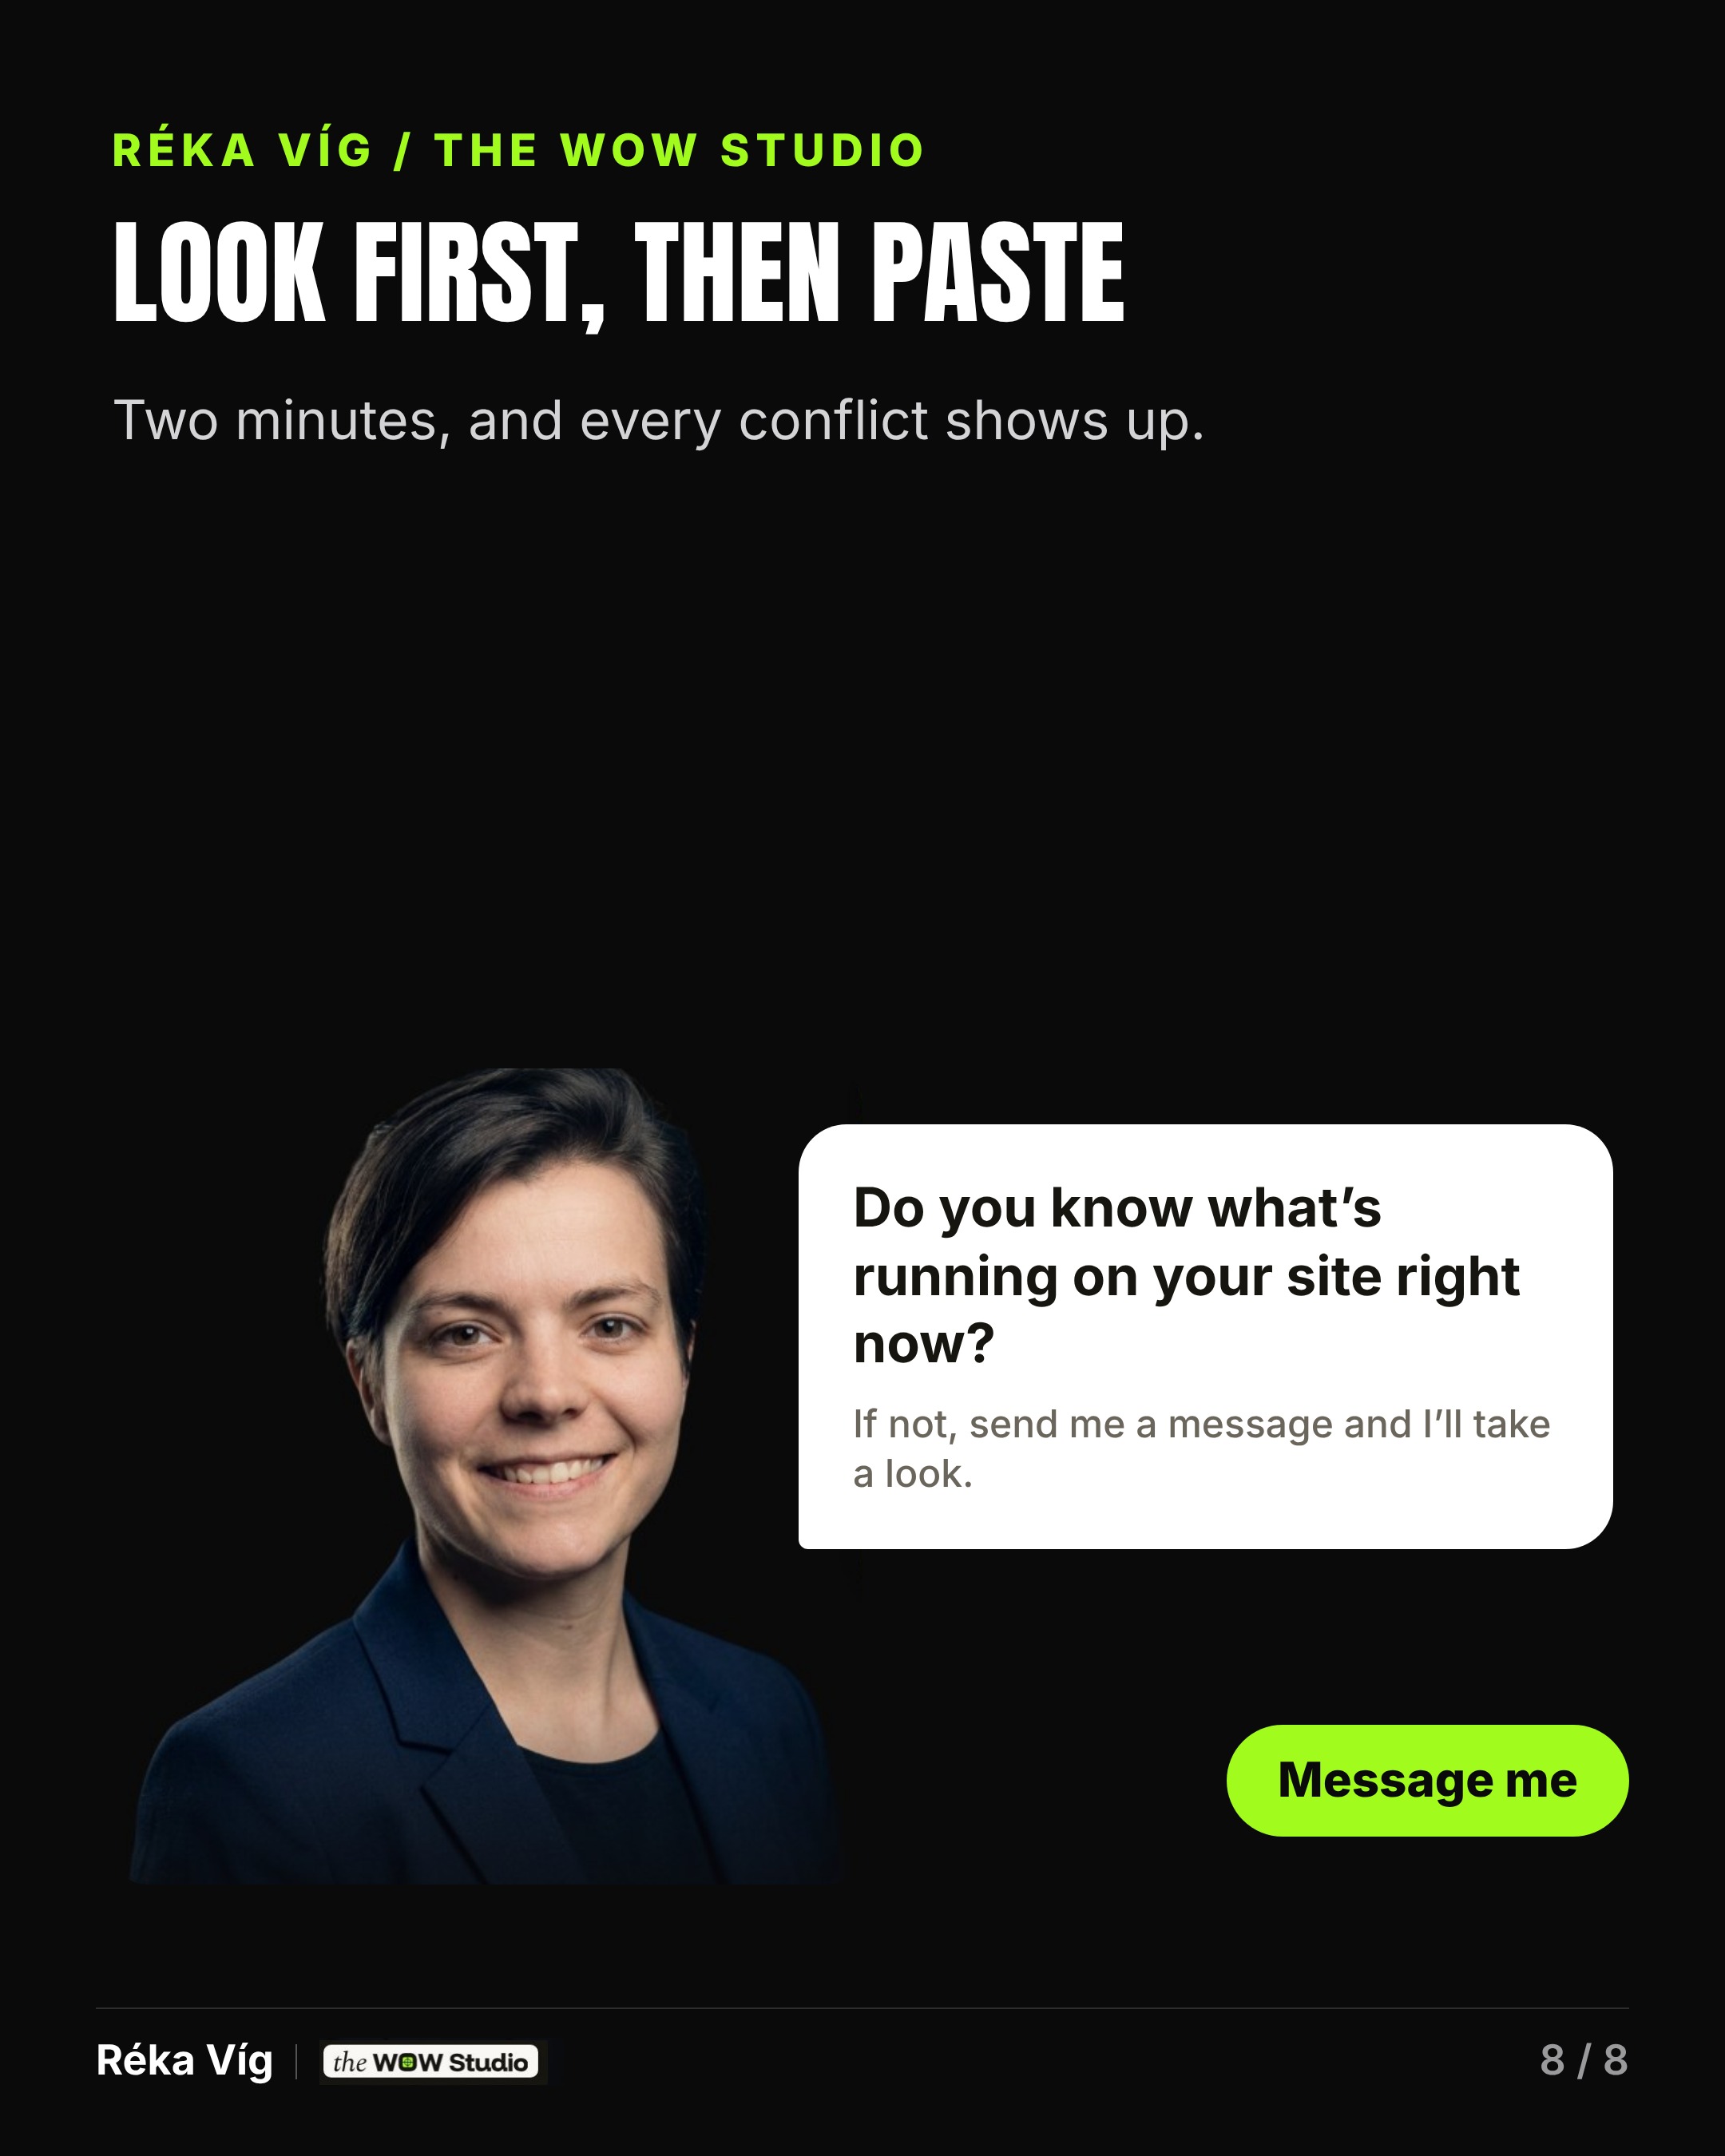 RÉKA VÍG / THE WOW STUDIO
LOOK FIRST, THEN PASTE
Two minutes, and every conflict shows up.
Do you know what’s
running on your site right
now?
If not, send me a message and I’ll take
a look.
Message me
Réka Víg
the WOW Studio
8 / 8